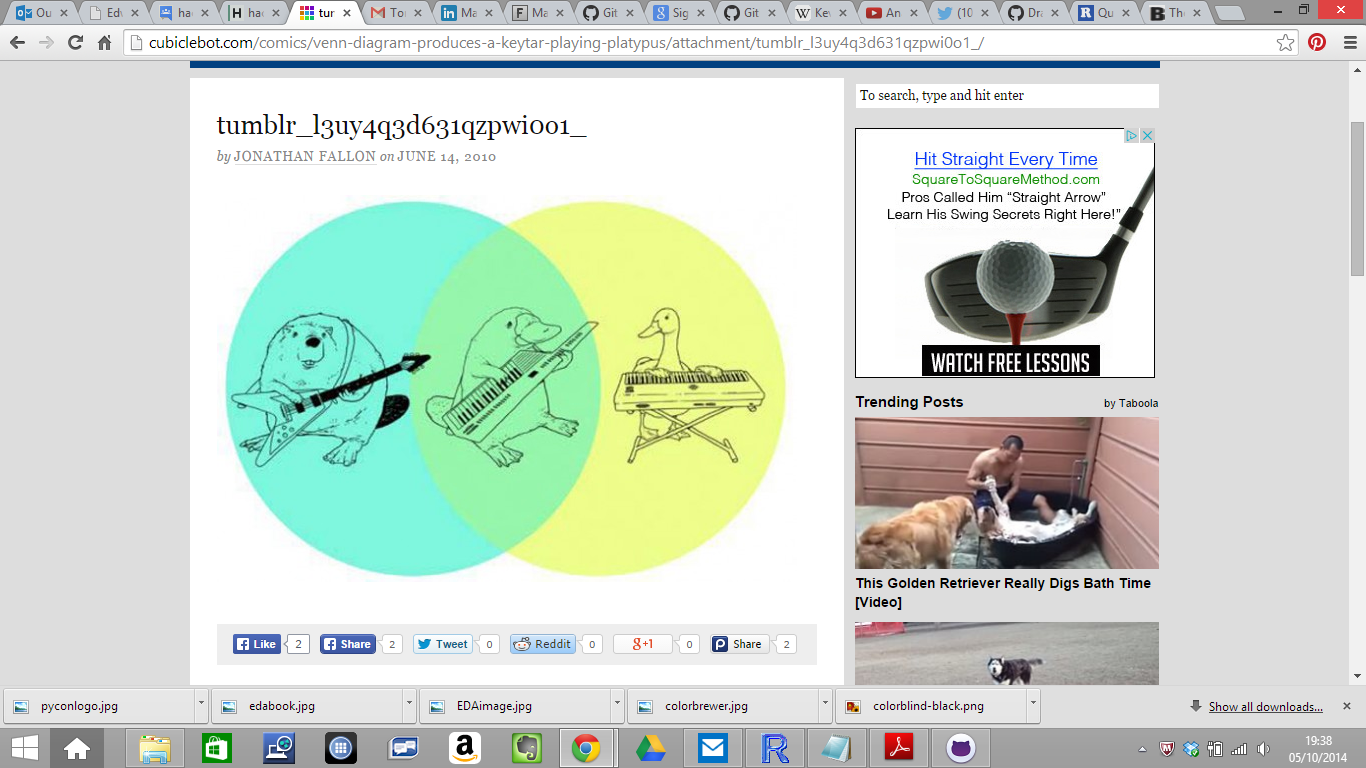 Ou
Edv
ha
ha
tur
To
Ma
Ma
Git
Sig
Git
Key
An
(10
Dra
Qu
The
cubiclebot.com/comics/venn-diagram-produces-a-keytar-playing-platypus/attachment/tumblr_l3uy4q3d631qzpwi0o1_/
To search, type and hit enter
tumblr_l3uy4q3d631qzpwi0o1_
by JONATHAN FALLON on JUNE 14, 2010
Hit Straight Every Time
SquareToSquareMethod.com
Pros Called Him “Straight Arrow”
Learn His Swing Secrets Right Here!”
WATCH FREE LESSONS
Trending Posts by Taboola
This Golden Retriever Really Digs Bath Time
[Video]
Like 2 Share 2 Tweet 0 Reddit 0 +1 0 Share 2
pyconlogo.jpg
edabook.jpg
EDAimage.jpg
colorbrewer.jpg
colorblind-black.png
Show all downloads...
19:38
05/10/2014